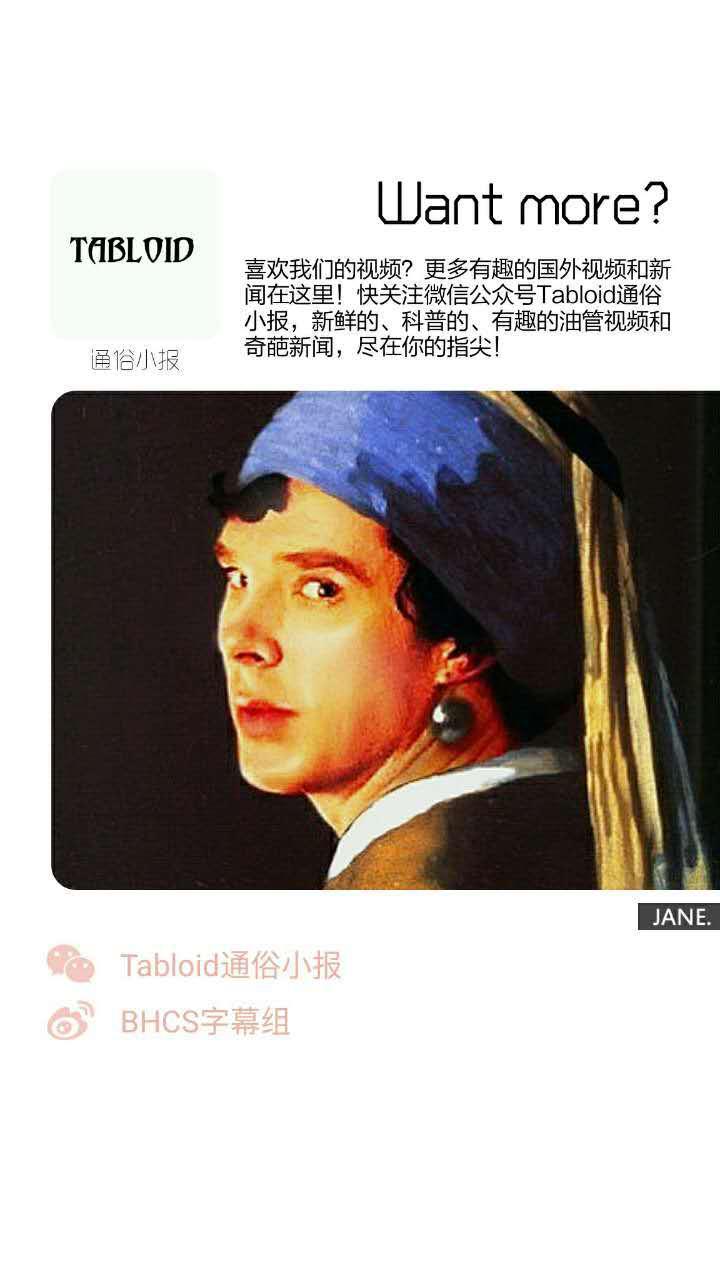 TABLOID
通俗小报
Want more?
喜欢我们的视频？更多有趣的国外视频和新
闻在这里！快关注微信公众号Tabloid通俗
小报，新鲜的、科普的、有趣的油管视频和
奇葩新闻，尽在你的指尖！
JANE.
Tabloid通俗小报
BHCS字幕组